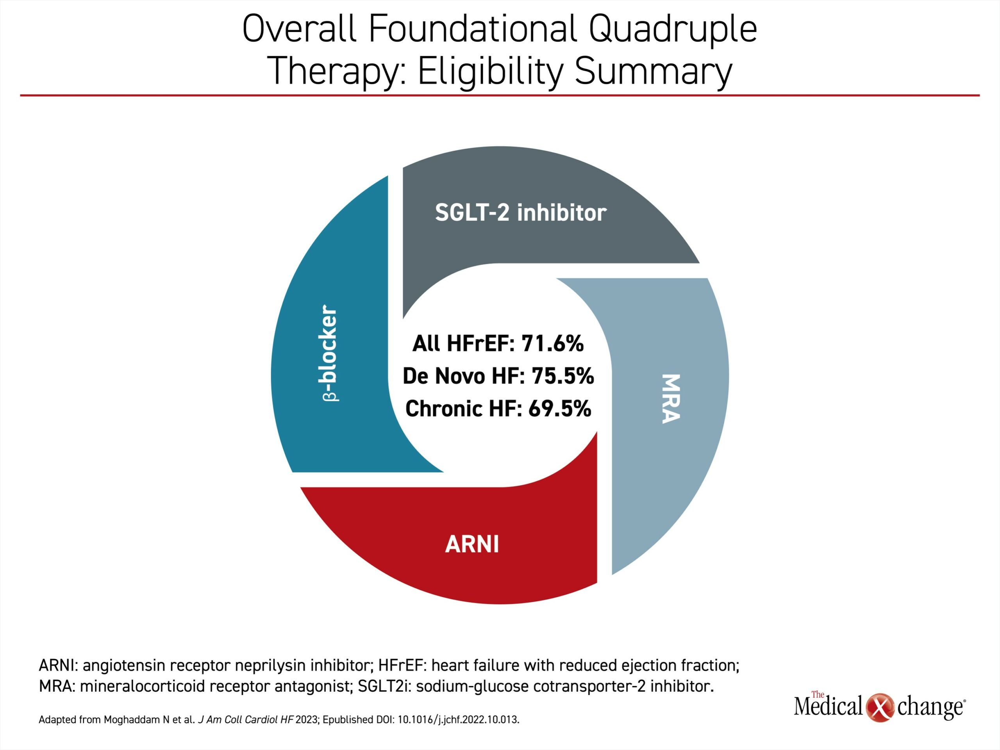 Overall Foundational Quadruple
Therapy: Eligibility Summary
SGLT-2 inhibitor
β-blocker
All HFrEF: 71.6%
De Novo HF: 75.5%
Chronic HF: 69.5%
MRA
ARNI
ARNI: angiotensin receptor neprilysin inhibitor; HFrEF: heart failure with reduced ejection fraction;
MRA: mineralocorticoid receptor antagonist; SGLT2i: sodium-glucose cotransporter-2 inhibitor.
Adapted from Moghaddam N et al. J Am Coll Cardiol HF 2023; Epublished DOI: 10.1016/j.jchf.2022.10.013.
The
Medical X change®